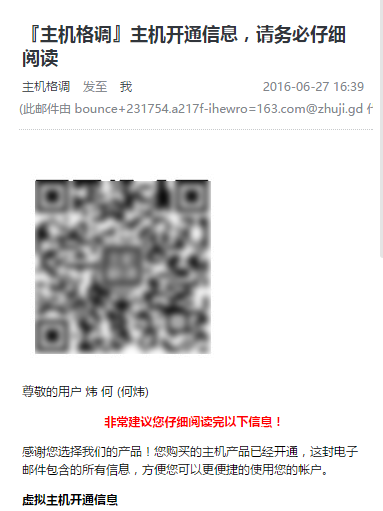 『主机格调』主机开通信息，请务必仔细
阅读
主机格调 发至 我 2016-06-27 16:39
(此邮件由 bounce+231754.a217f-ihewro=163.com@zhuji.gd
尊敬的用户 炜 何 (何炜)
非常建议您仔细阅读完以下信息！
感谢您选择我们的产品！您购买的主机产品已经开通，这封电子
邮件包含的所有信息，方便您可以更便捷的使用您的帐户。
虚拟主机开通信息